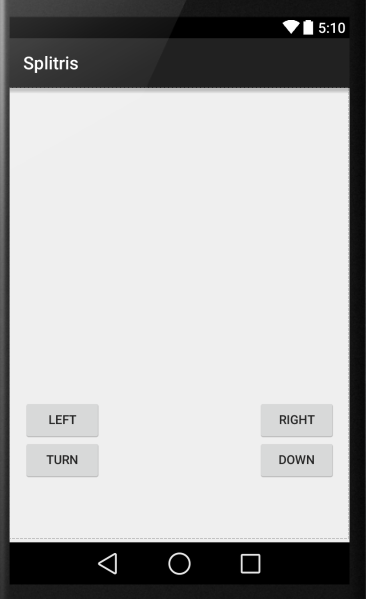 5:10
Splitris
LEFT
RIGHT
TURN
DOWN